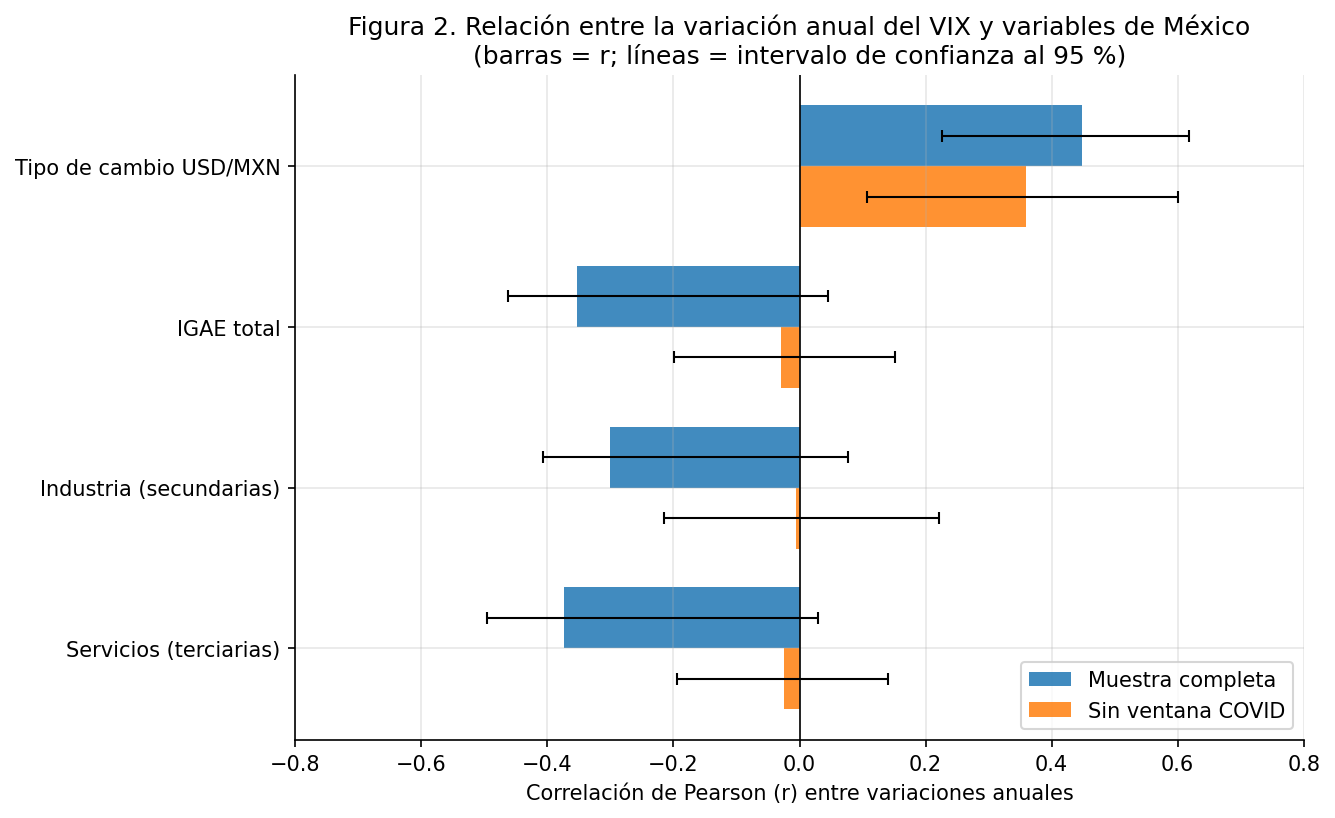 Figura 2. Relación entre la variación anual del VIX y variables de México
(barras = r; líneas = intervalo de confianza al 95 %)
Tipo de cambio USD/MXN
IGAE total
Industria (secundarias)
Servicios (terciarias)
Muestra completa
Sin ventana COVID
−0.8 −0.6 −0.4 −0.2 0.0 0.2 0.4 0.6 0.8
Correlación de Pearson (r) entre variaciones anuales